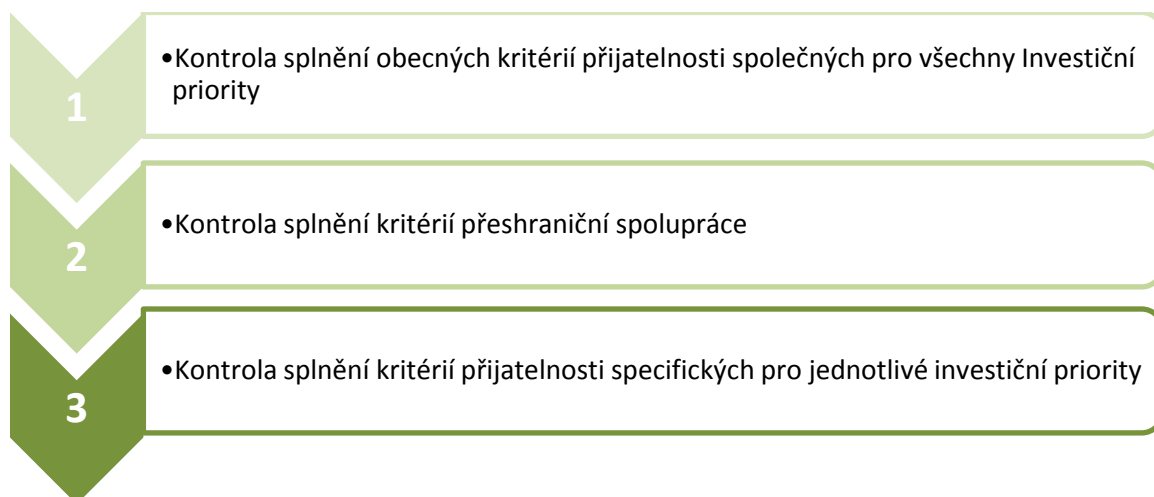 1
•Kontrola splnění obecných kritérií přijatelnosti společných pro všechny Investiční
priority
2
•Kontrola splnění kritérií přeshraniční spolupráce
3
•Kontrola splnění kritérií přijatelnosti specifických pro jednotlivé investiční priority